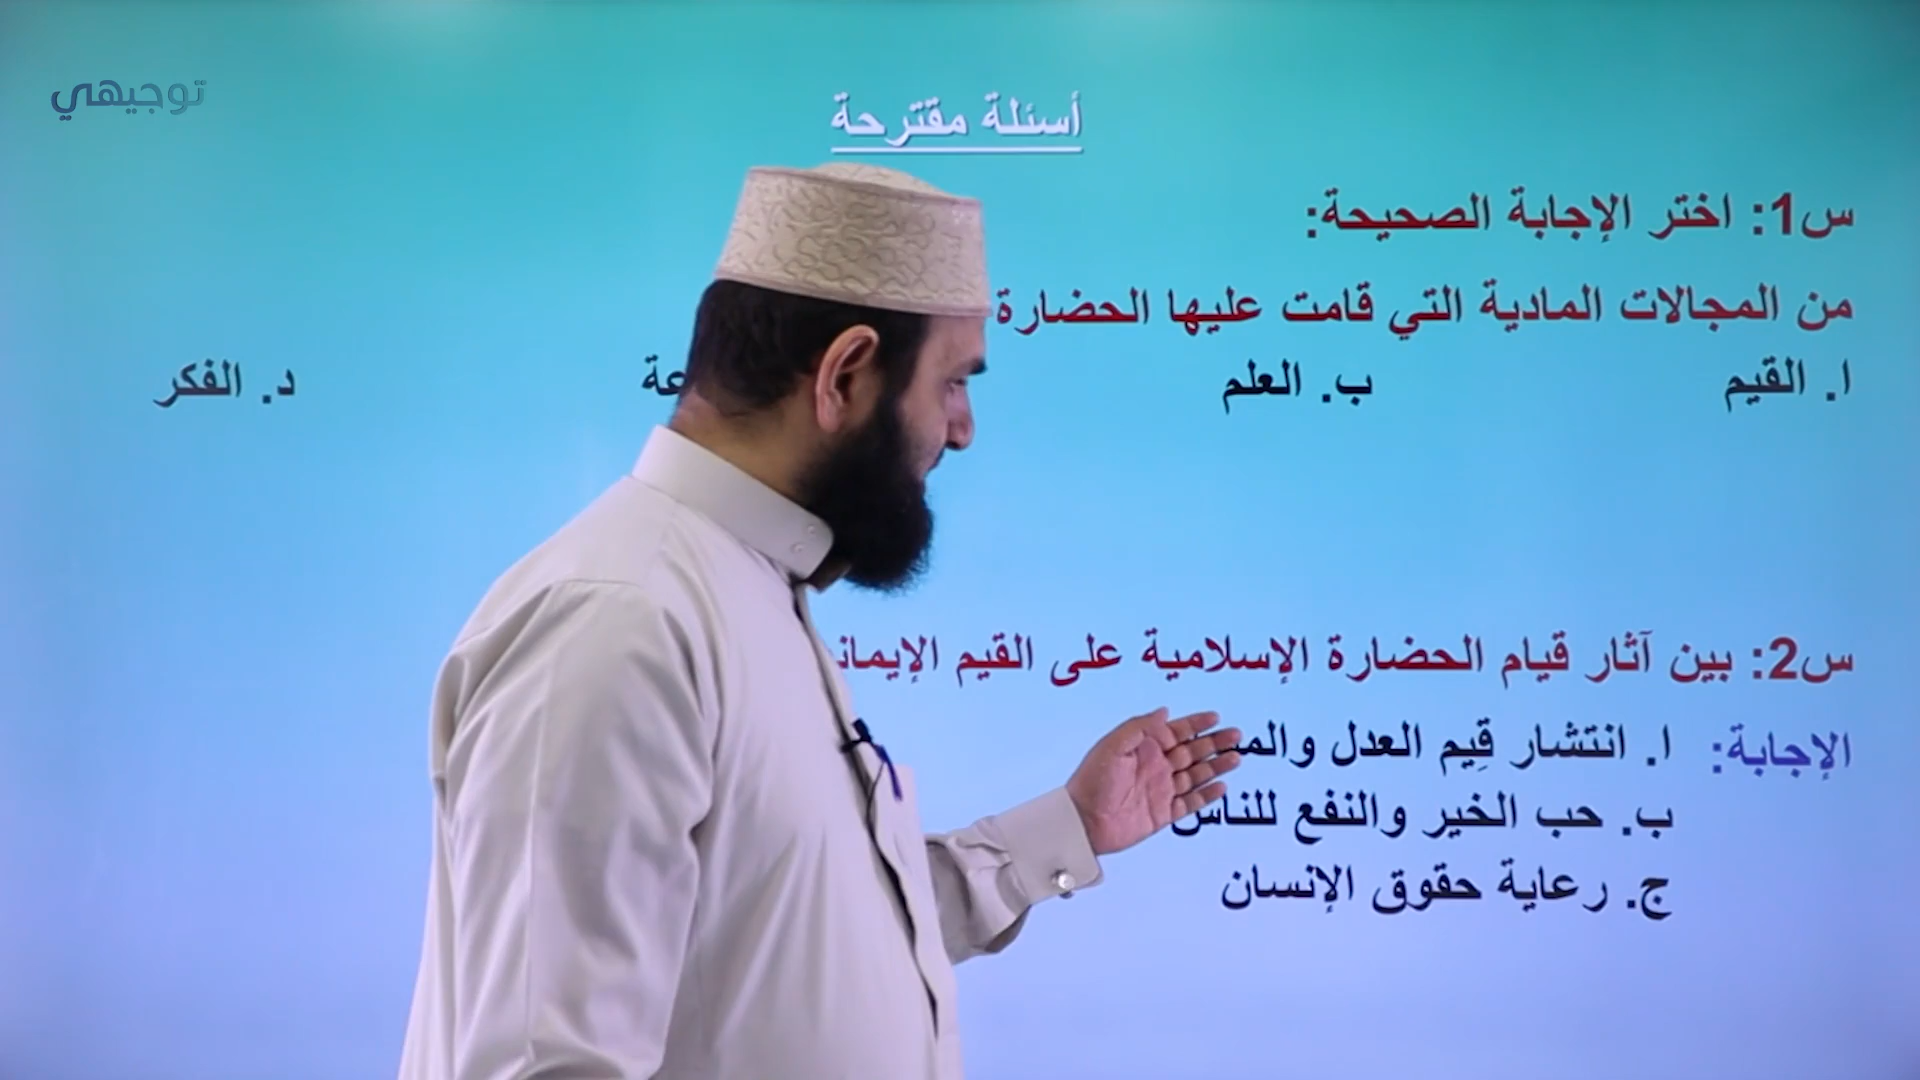 توجيهي
أسئلة مقترحة
س1: اختر الإجابة الصحيحة:
من المجالات المادية التي قامت عليها الحضارة
ا. القيم ب. العلم د. الفكر
س2: بين آثار قيام الحضارة الإسلامية على القيم
الإجابة: ا. انتشار قِيم العدل
ب. حب الخير والنفع للناس
ج. رعاية حقوق الإنسان